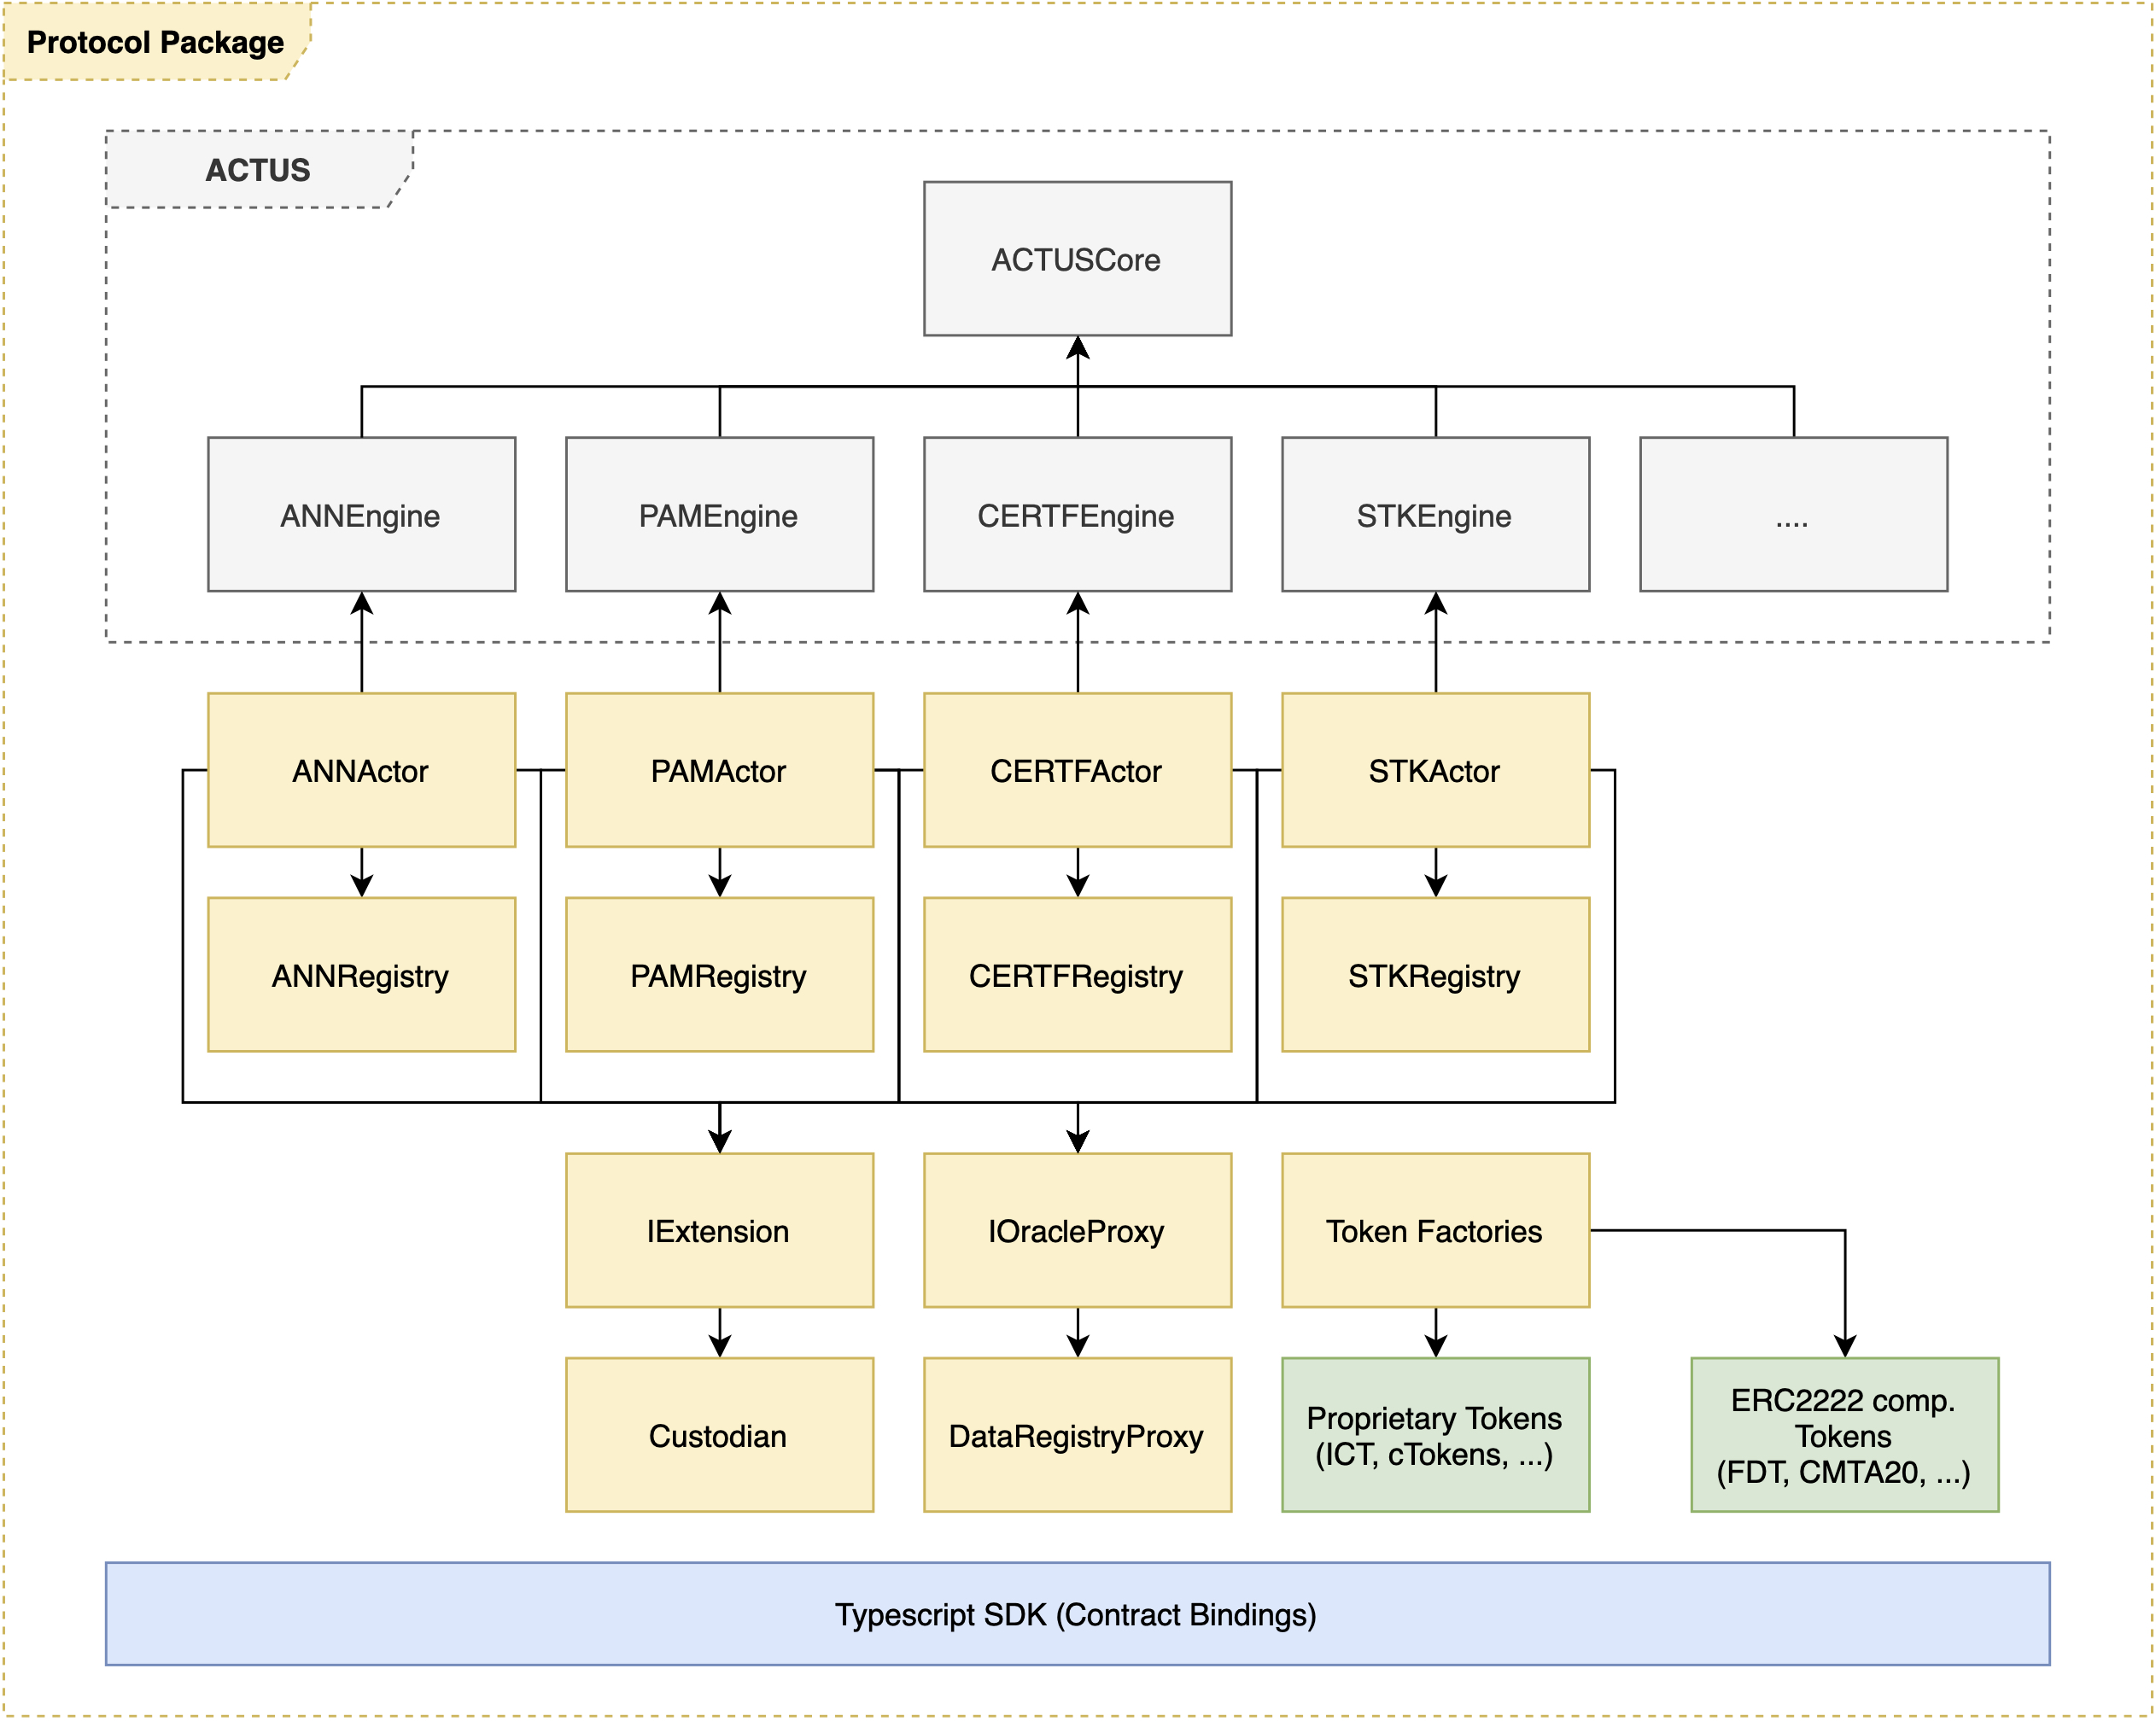 Protocol Package
ACTUS
ACTUSCore
ANNEngine
PAMEngine
CERTFEngine
STKEngine
....
ANNActor
PAMActor
CERTFActor
STKActor
ANNRegistry
PAMRegistry
CERTFRegistry
STKRegistry
IExtension
IOracleProxy
Token Factories
Custodian
DataRegistryProxy
Proprietary Tokens
(ICT, cTokens, ...)
ERC2222 comp.
Tokens
(FDT, CMTA20, ...)
Typescript SDK (Contract Bindings)